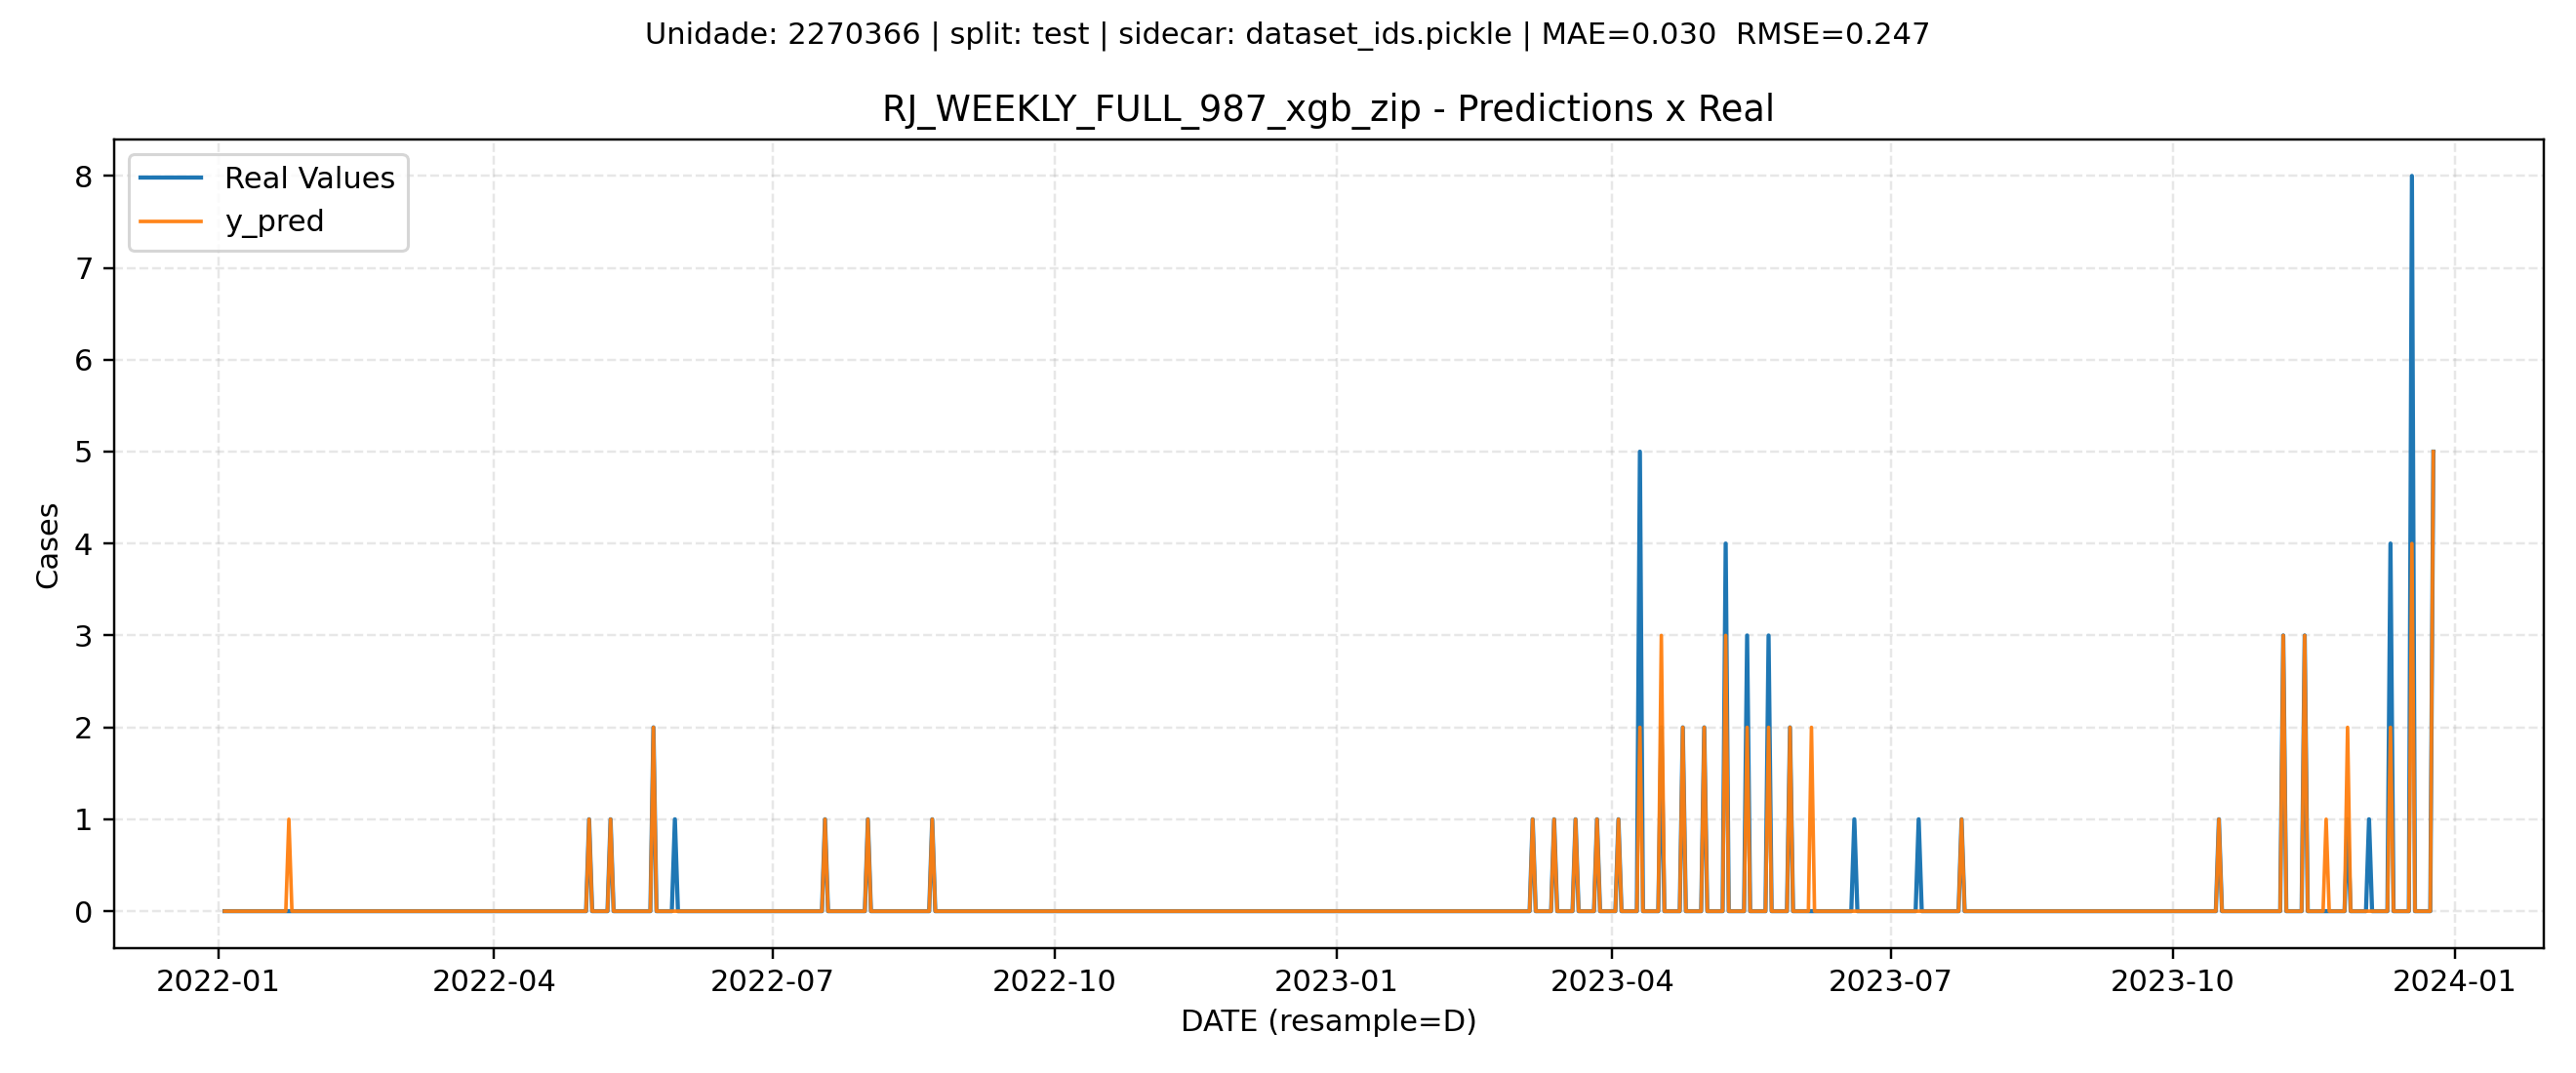 Unidade: 2270366 | split: test | sidecar: dataset_ids.pickle | MAE=0.030  RMSE=0.247
RJ_WEEKLY_FULL_987_xgb_zip - Predictions x Real
Real Values
y_pred
8
7
6
5
4
3
2
1
0
Cases
2022-01 2022-04 2022-07 2022-10 2023-01 2023-04 2023-07 2023-10 2024-01
DATE (resample=D)